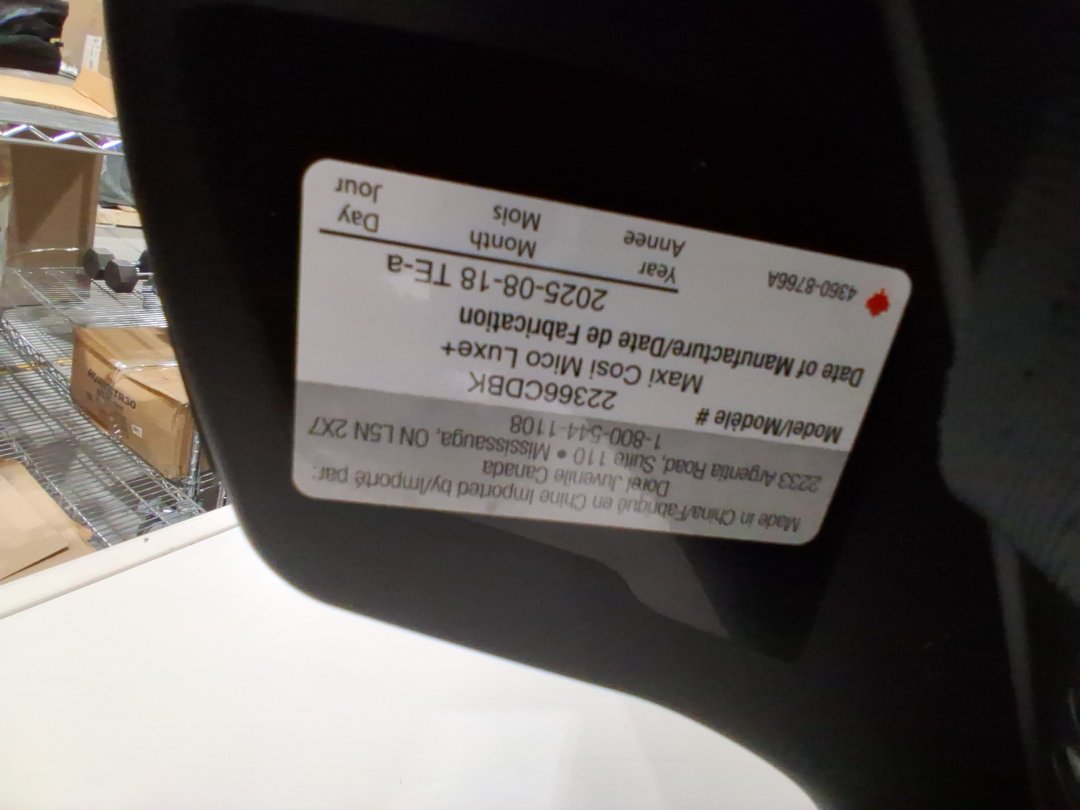 Made in China/Fabriqué en Chine Imported by/Importé par:
Dorel Juvenile Canada
2233 Argentia Road, Suite 110 • Mississauga, ON L5N 2X7
1-800-544-1108
Model/Modèle #
22366CDBK
Maxi Cosi Mico Luxe+
Date of Manufacture/Date de Fabrication
2025-08-18 TE-a
Year Month Day
Année Mois Jour
4360-8766A